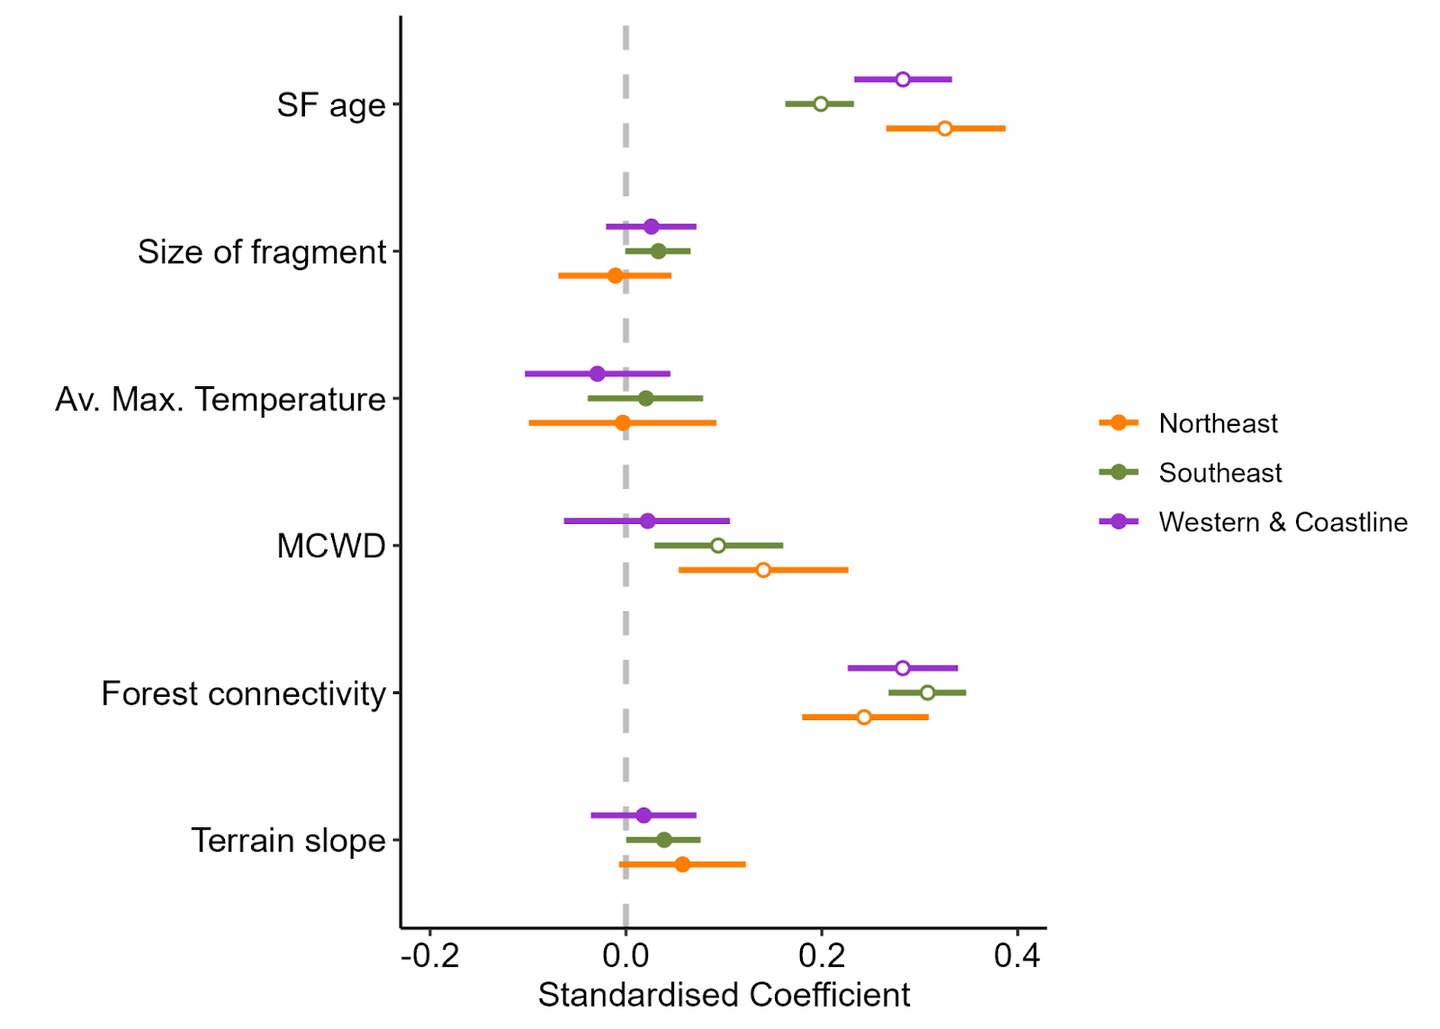 SF age
Size of fragment
Av. Max. Temperature
MCWD
Forest connectivity
Terrain slope
-0.2 0.0 0.2 0.4
Standardised Coefficient
Northeast
Southeast
Western & Coastline